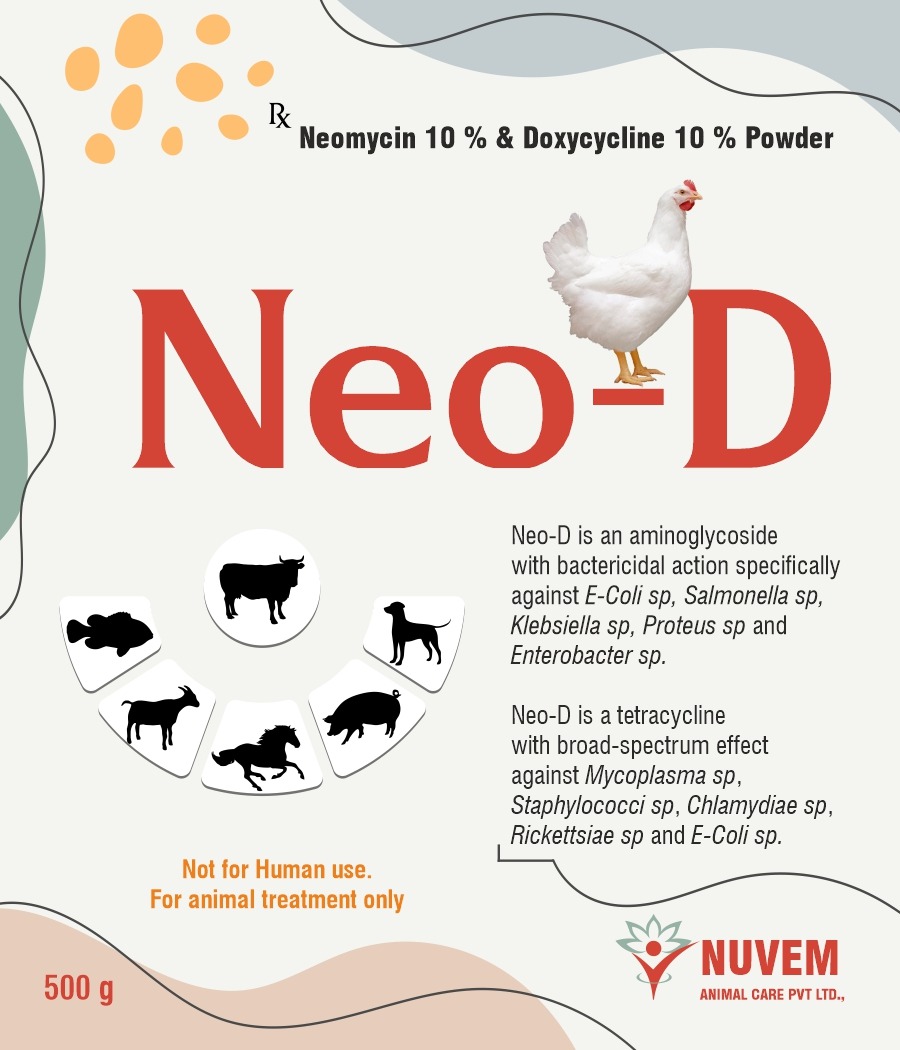 Rx
Neomycin 10 % & Doxycycline 10 % Powder
Neo-D
Neo-D is an aminoglycoside
with bactericidal action specifically
against E-Coli sp, Salmonella sp,
Klebsiella sp, Proteus sp and
Enterobacter sp.
Neo-D is a tetracycline
with broad-spectrum effect
against Mycoplasma sp,
Staphylococci sp, Chlamydiae sp,
Rickettsiae sp and E-Coli sp.
Not for Human use.
For animal treatment only
500 g
NUVEM
ANIMAL CARE PVT LTD.,